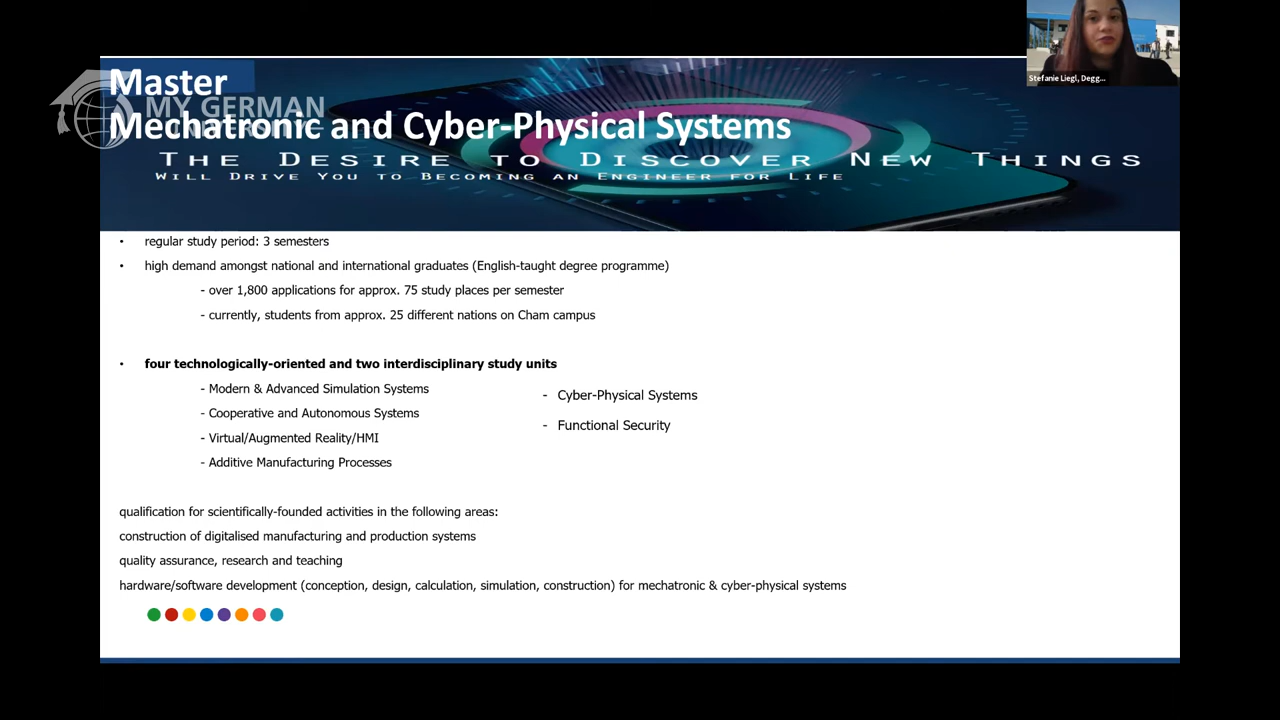 Master
MY GERMAN
UNIVERSITY
Mechatronic and Cyber-Physical Systems
The Desire to Discover New Things
Will Drive You to Becoming an Engineer for Life
Stefanie Liegl, Degg...
• regular study period: 3 semesters
• high demand amongst national and international graduates (English-taught degree programme)
- over 1,800 applications for approx. 75 study places per semester
- currently, students from approx. 25 different nations on Cham campus
• four technologically-oriented and two interdisciplinary study units
- Modern & Advanced Simulation Systems
- Cooperative and Autonomous Systems
- Virtual/Augmented Reality/HMI
- Additive Manufacturing Processes
- Cyber-Physical Systems
- Functional Security
qualification for scientifically-founded activities in the following areas:
construction of digitalised manufacturing and production systems
quality assurance, research and teaching
hardware/software development (conception, design, calculation, simulation, construction) for mechatronic & cyber-physical systems